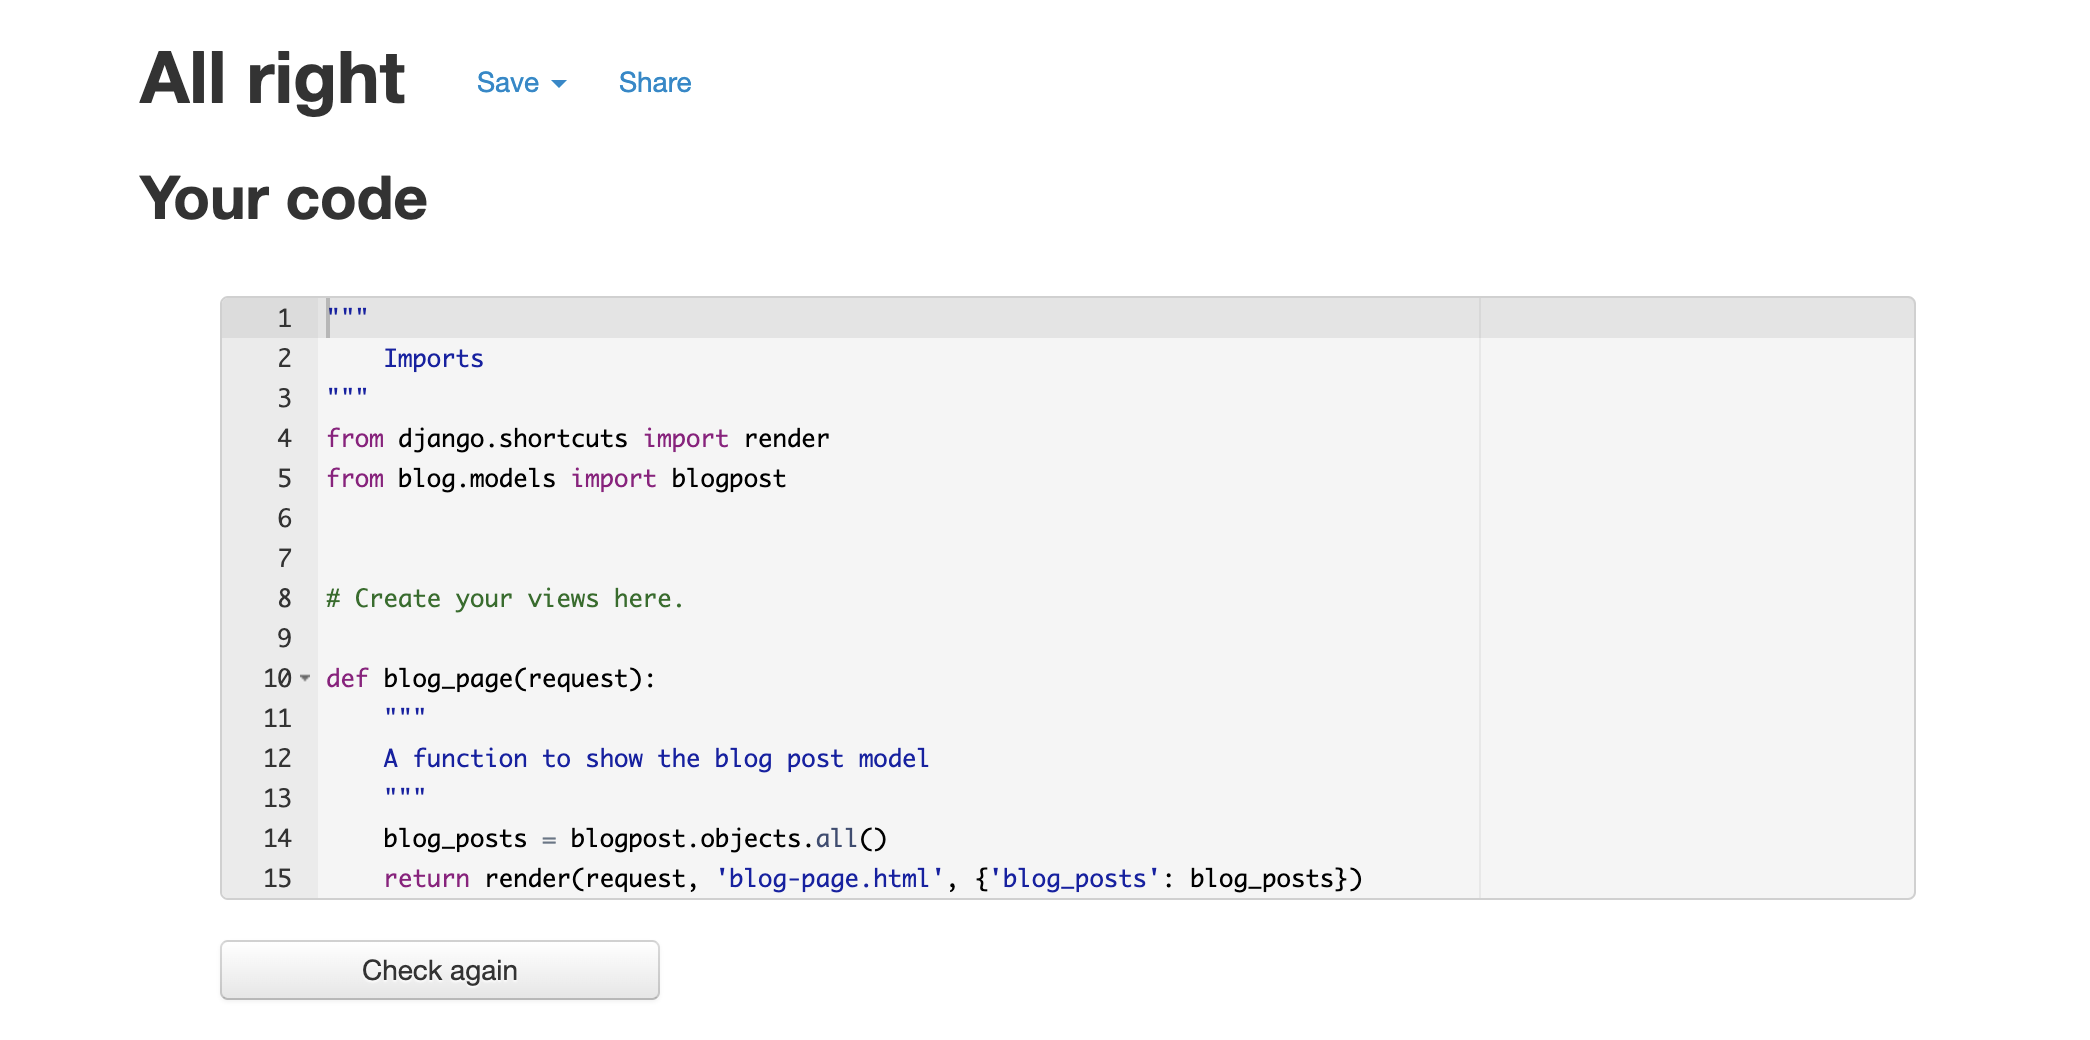 All right
Save
Share
Your code
1 """
2     Imports
3 """
4 from django.shortcuts import render
5 from blog.models import blogpost
6
7
8 # Create your views here.
9
10 def blog_page(request):
11     """
12     A function to show the blog post model
13     """
14     blog_posts = blogpost.objects.all()
15     return render(request, 'blog-page.html', {'blog_posts': blog_posts})
Check again